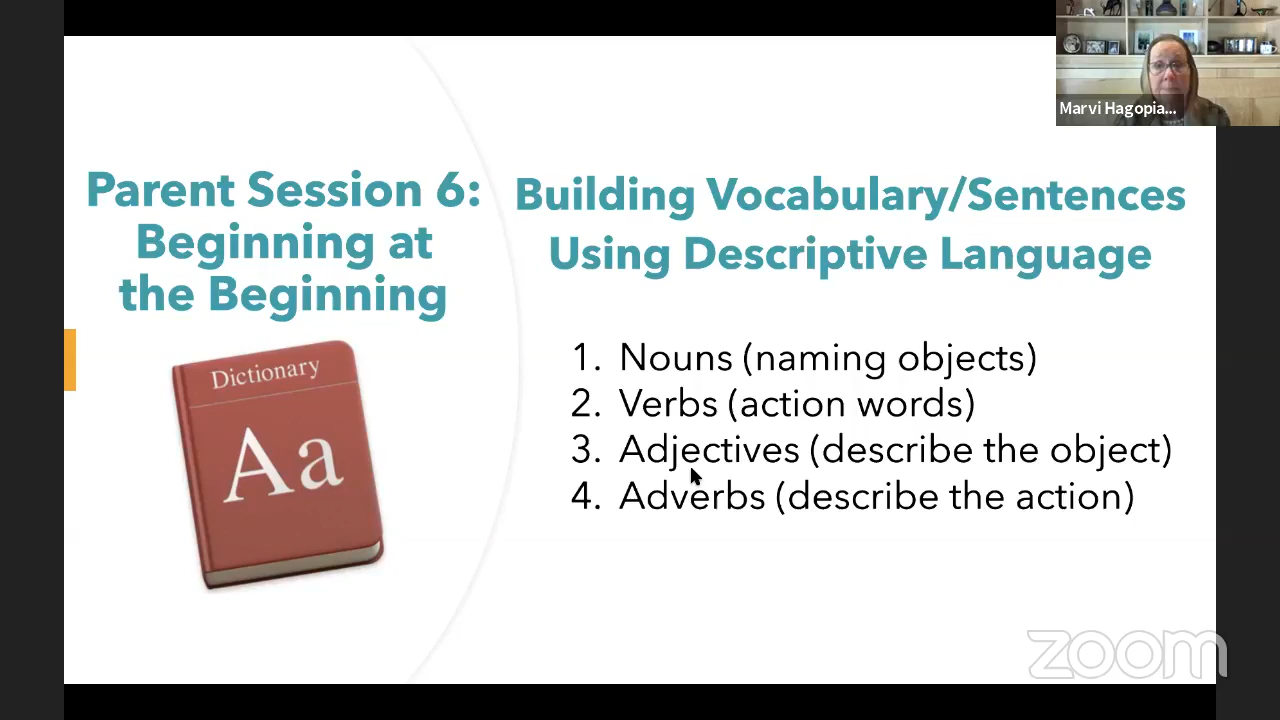 Marvi Hagopia...
Parent Session 6:
Beginning at
the Beginning
Dictionary
Aa
Building Vocabulary/Sentences
Using Descriptive Language
1. Nouns (naming objects)
2. Verbs (action words)
3. Adjectives (describe the object)
4. Adverbs (describe the action)
zoom